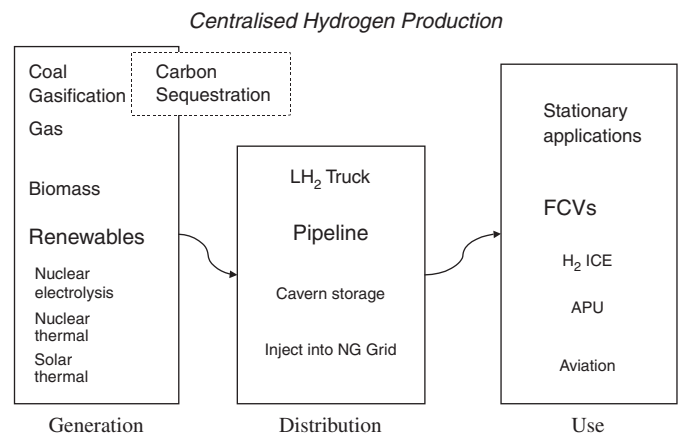 Centralised Hydrogen Production
Coal
Gasification
Carbon
Sequestration
Gas
Biomass
Renewables
Nuclear
electrolysis
Nuclear
thermal
Solar
thermal
Generation
LH₂ Truck
Pipeline
Cavern storage
Inject into NG Grid
Distribution
Stationary
applications
FCVs
H₂ ICE
APU
Aviation
Use